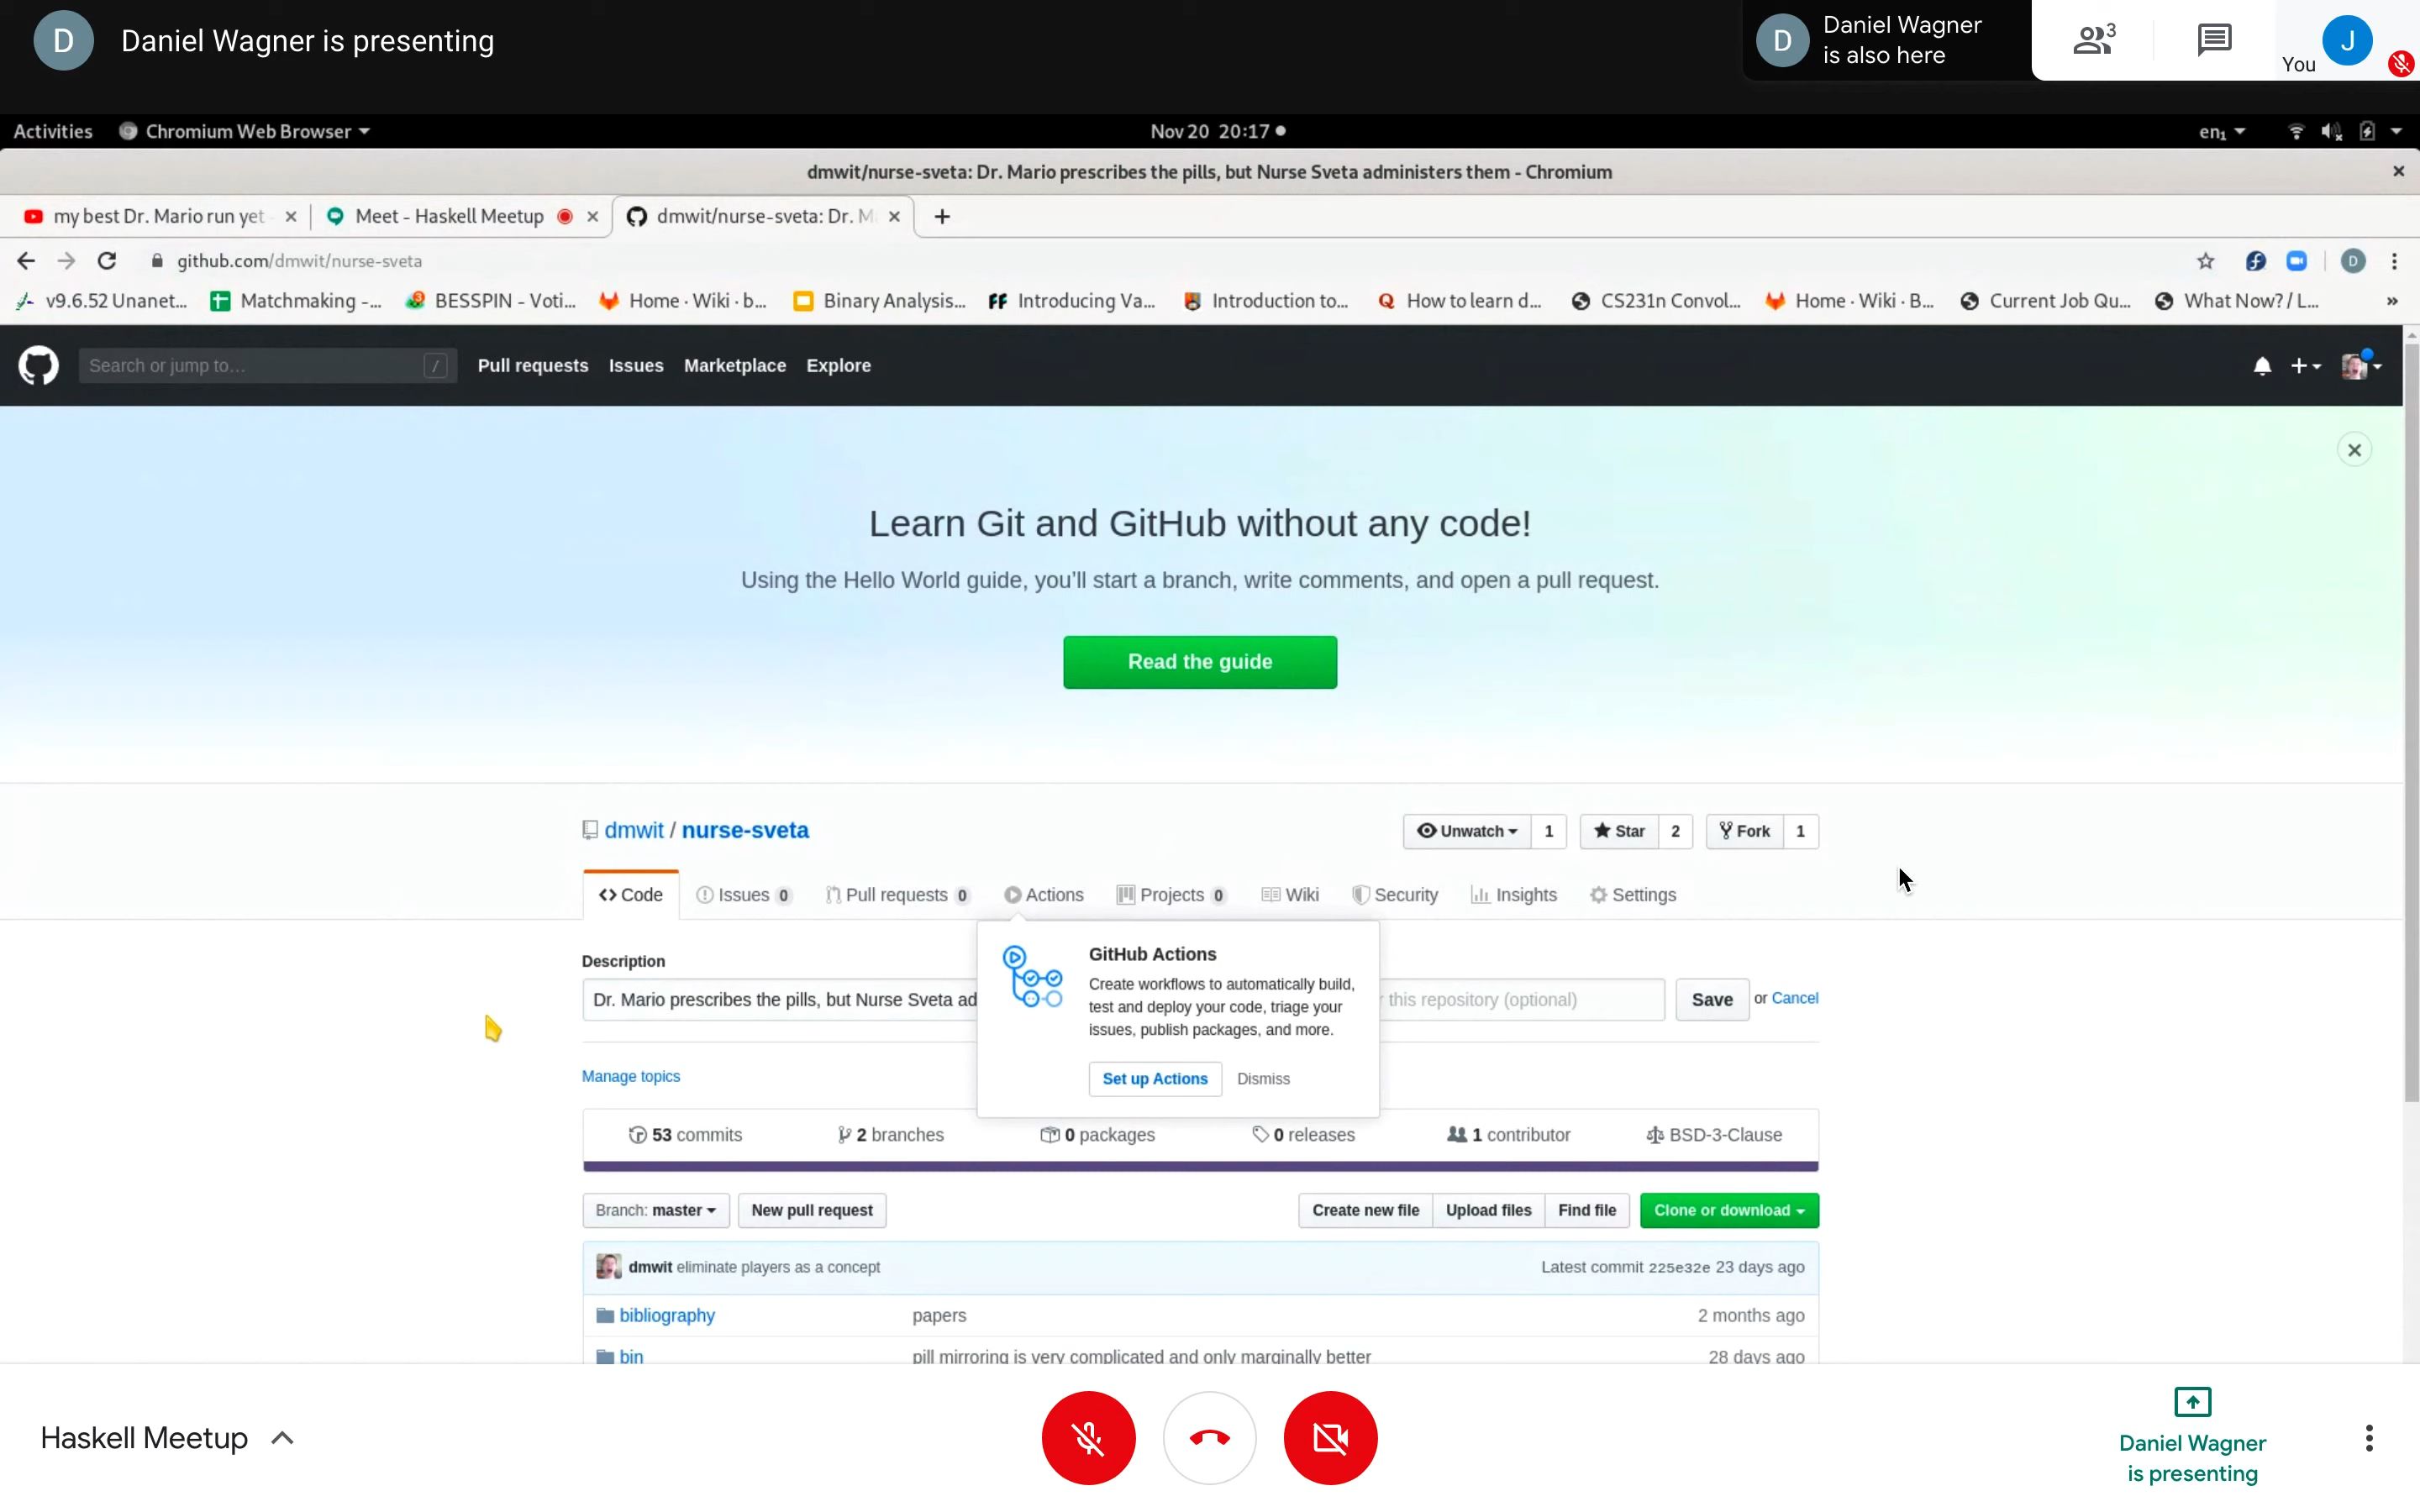 D Daniel Wagner is presenting
D Daniel Wagner is also here
3
You J
Activities Chromium Web Browser Nov 20 20:17 en₁
dmwit/nurse-sveta: Dr. Mario prescribes the pills, but Nurse Sveta administers them - Chromium
my best Dr. Mario run yet Meet - Haskell Meetup dmwit/nurse-sveta: Dr. M
github.com/dmwit/nurse-sveta D
v9.6.52 Unanet... Matchmaking -... BESSPIN - Voti... Home · Wiki · b... Binary Analysis... FF Introducing Va... Introduction to... Q How to learn d... CS231n Convol... Home · Wiki · B... Current Job Qu... What Now? / L... »
Search or jump to... / Pull requests Issues Marketplace Explore
Learn Git and GitHub without any code!
Using the Hello World guide, you'll start a branch, write comments, and open a pull request.
Read the guide
dmwit / nurse-sveta Unwatch 1 Star 2 Fork 1
Code Issues 0 Pull requests 0 Actions Projects 0 Wiki Security Insights Settings
GitHub Actions
Create workflows to automatically build,
test and deploy your code, triage your
issues, publish packages, and more.
Set up Actions Dismiss
Description
Dr. Mario prescribes the pills, but Nurse Sveta ad this repository (optional) Save or Cancel
Manage topics
53 commits 2 branches 0 packages 0 releases 1 contributor BSD-3-Clause
Branch: master New pull request Create new file Upload files Find file Clone or download
dmwit eliminate players as a concept Latest commit 225e32e 23 days ago
bibliography papers 2 months ago
bin pill mirroring is very complicated and only marginally better 28 days ago
Haskell Meetup
Daniel Wagner
is presenting